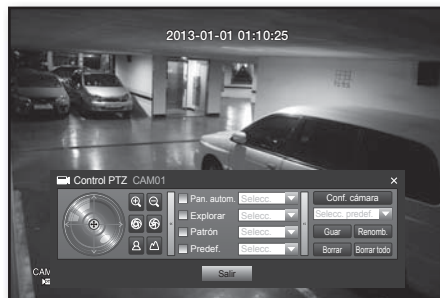 2013-01-01 01:10:25
Control PTZ CAM01
Pan. autom. Selecc.
Explorar Selecc.
Patrón Selecc.
Predef. Selecc.
Conf. cámara
Selecc. predef.
Guar Renomb.
Borrar Borrar todo
CAM
Salir